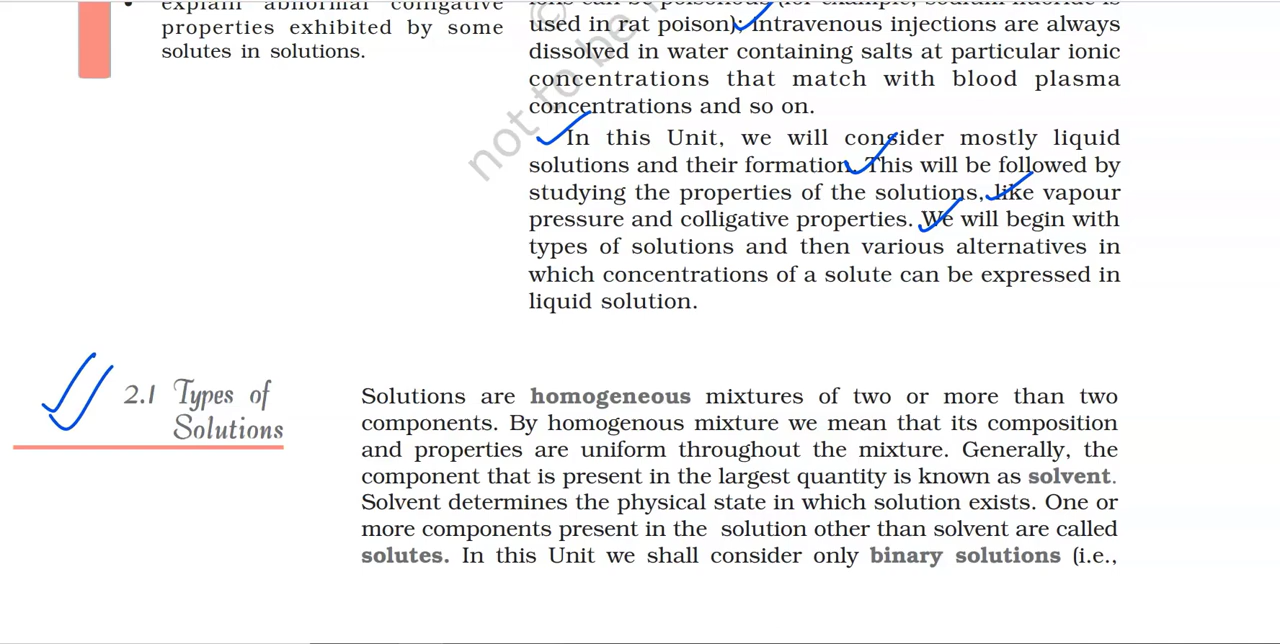 explain abnormal colligative
properties exhibited by some
solutes in solutions.
used in rat poison); intravenous injections are always
dissolved in water containing salts at particular ionic
concentrations that match with blood plasma
concentrations and so on.
In this Unit, we will consider mostly liquid
solutions and their formation. This will be followed by
studying the properties of the solutions, like vapour
pressure and colligative properties. We will begin with
types of solutions and then various alternatives in
which concentrations of a solute can be expressed in
liquid solution.
not to be
2.1 Types of
Solutions
Solutions are homogeneous mixtures of two or more than two
components. By homogenous mixture we mean that its composition
and properties are uniform throughout the mixture. Generally, the
component that is present in the largest quantity is known as solvent.
Solvent determines the physical state in which solution exists. One or
more components present in the solution other than solvent are called
solutes. In this Unit we shall consider only binary solutions (i.e.,